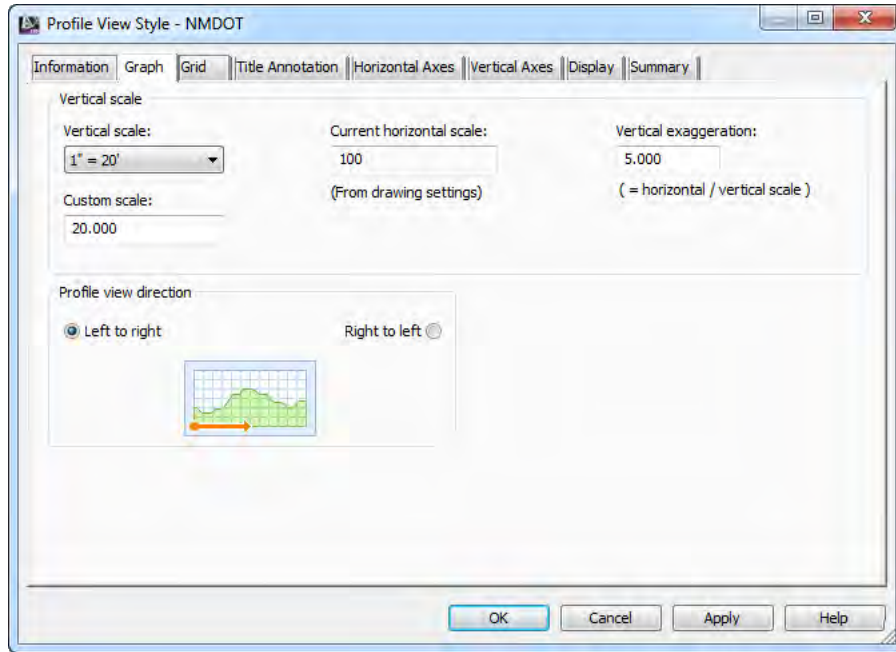 Profile View Style - NMDOT
Information Graph Grid Title Annotation Horizontal Axes Vertical Axes Display Summary
Vertical scale
Vertical scale: Current horizontal scale: Vertical exaggeration:
1" = 20' 100 5.000
(From drawing settings) ( = horizontal / vertical scale )
Custom scale:
20.000
Profile view direction
Left to right Right to left
OK Cancel Apply Help